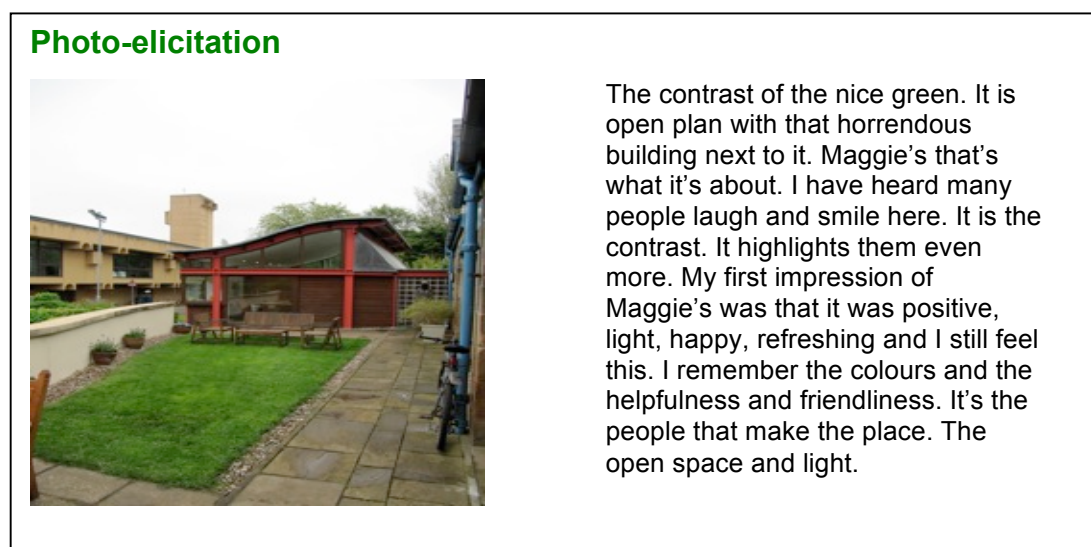 Photo-elicitation
The contrast of the nice green. It is
open plan with that horrendous
building next to it. Maggie’s that’s
what it’s about. I have heard many
people laugh and smile here. It is the
contrast. It highlights them even
more. My first impression of
Maggie’s was that it was positive,
light, happy, refreshing and I still feel
this. I remember the colours and the
helpfulness and friendliness. It’s the
people that make the place. The
open space and light.